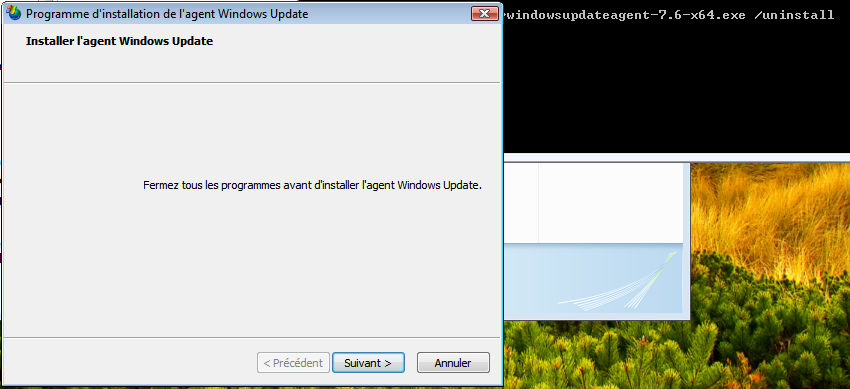 Programme d'installation de l'agent Windows Update
windowsupdateagent-7.6-x64.exe /uninstall
Installer l'agent Windows Update
Fermez tous les programmes avant d'installer l'agent Windows Update.
< Précédent
Suivant >
Annuler